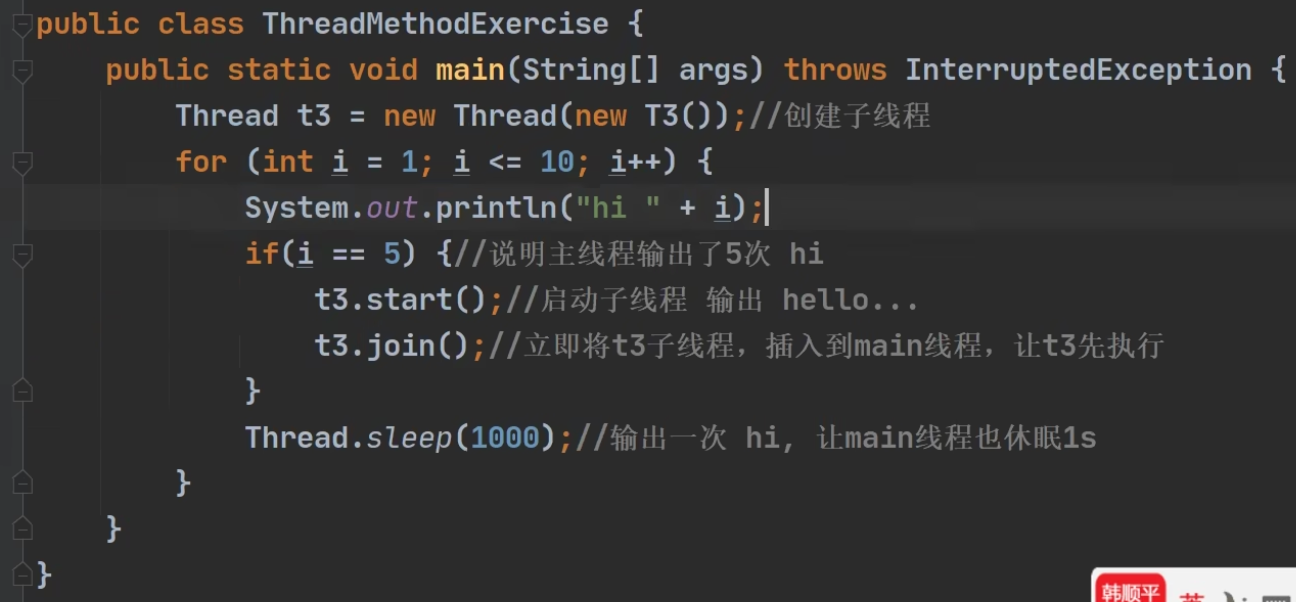 public class ThreadMethodExercise {
    public static void main(String[] args) throws InterruptedException {
        Thread t3 = new Thread(new T3());//创建子线程
        for (int i = 1; i <= 10; i++) {
            System.out.println("hi " + i);
            if(i == 5) {//说明主线程输出了5次 hi
                t3.start();//启动子线程 输出 hello...
                t3.join();//立即将t3子线程，插入到main线程，让t3先执行
            }
            Thread.sleep(1000);//输出一次 hi, 让main线程也休眠1s
        }
    }
}
韩顺平